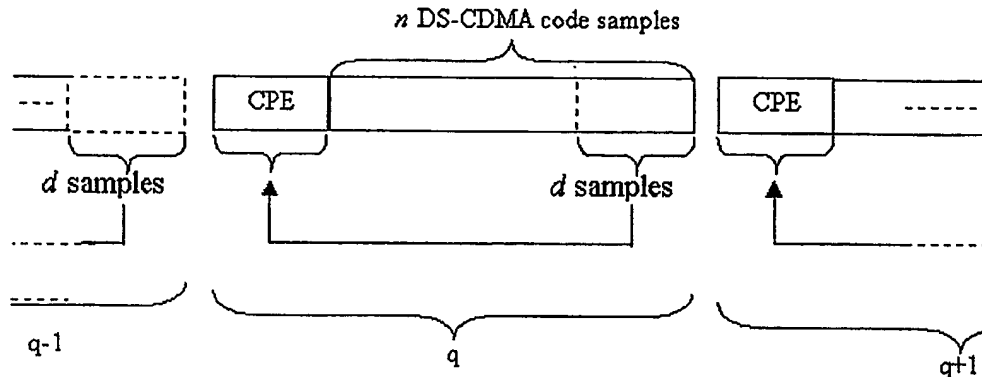 n DS-CDMA code samples
CPE
CPE
d samples
d samples
q-1
q
q+1